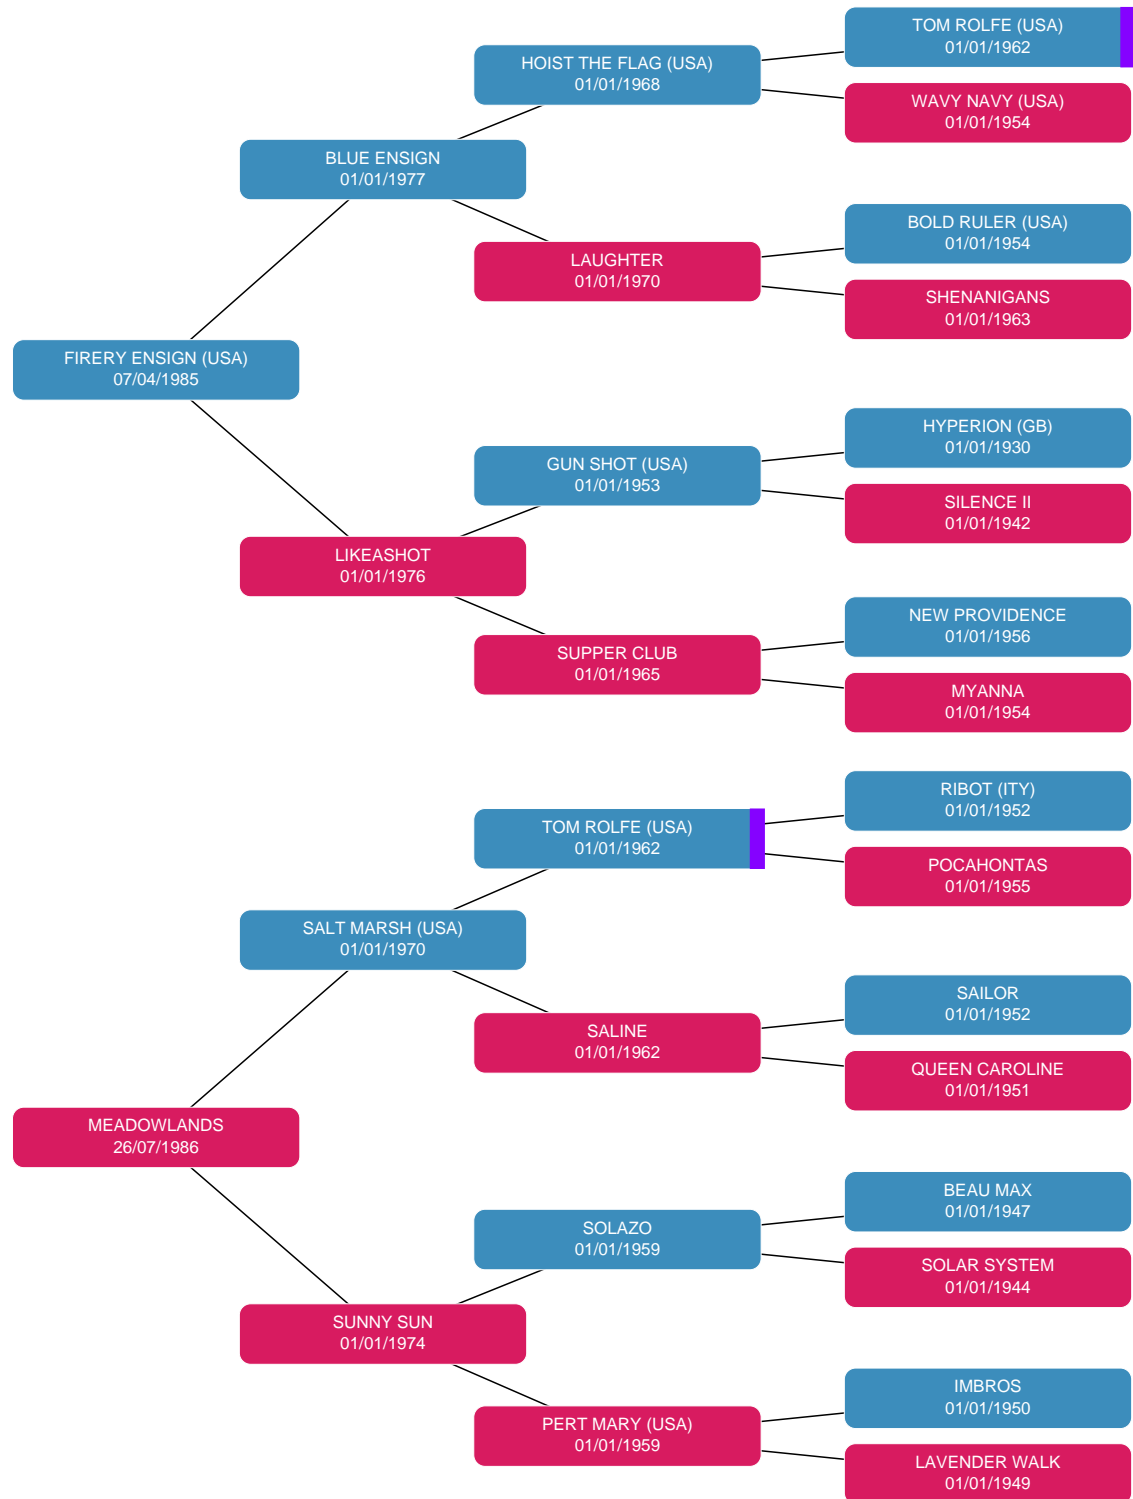 TOM ROLFE (USA)
01/01/1962
HOIST THE FLAG (USA)
01/01/1968
WAVY NAVY (USA)
01/01/1954
BLUE ENSIGN
01/01/1977
BOLD RULER (USA)
01/01/1954
LAUGHTER
01/01/1970
SHENANIGANS
01/01/1963
FIRERY ENSIGN (USA)
07/04/1985
HYPERION (GB)
01/01/1930
GUN SHOT (USA)
01/01/1953
SILENCE II
01/01/1942
LIKEASHOT
01/01/1976
NEW PROVIDENCE
01/01/1956
SUPPER CLUB
01/01/1965
MYANNA
01/01/1954
RIBOT (ITY)
01/01/1952
TOM ROLFE (USA)
01/01/1962
POCAHONTAS
01/01/1955
SALT MARSH (USA)
01/01/1970
SAILOR
01/01/1952
SALINE
01/01/1962
QUEEN CAROLINE
01/01/1951
MEADOWLANDS
26/07/1986
BEAU MAX
01/01/1947
SOLAZO
01/01/1959
SOLAR SYSTEM
01/01/1944
SUNNY SUN
01/01/1974
IMBROS
01/01/1950
PERT MARY (USA)
01/01/1959
LAVENDER WALK
01/01/1949